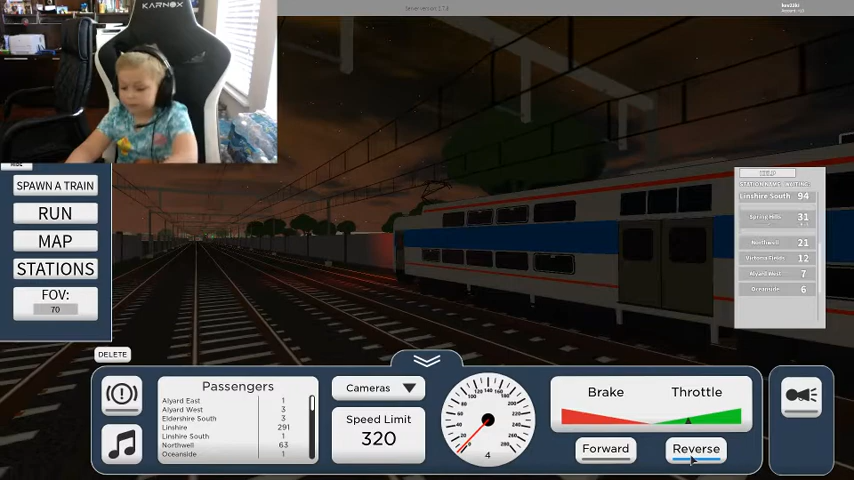 KARNOX
SPAWN A TRAIN
RUN
MAP
STATIONS
FOV:
70
HELP
Linshire South 94
Spring Hills 31
Northwell 21
Victoria Fields 12
Alyard West 7
Oceanside 6
DELETE
Passengers
Alyard East 1
Alyard West 3
Eldershire South 3
Linshire 291
Linshire South 1
Northwell 63
Oceanside 1
Cameras
Speed Limit
320
4
Brake Throttle
Forward Reverse